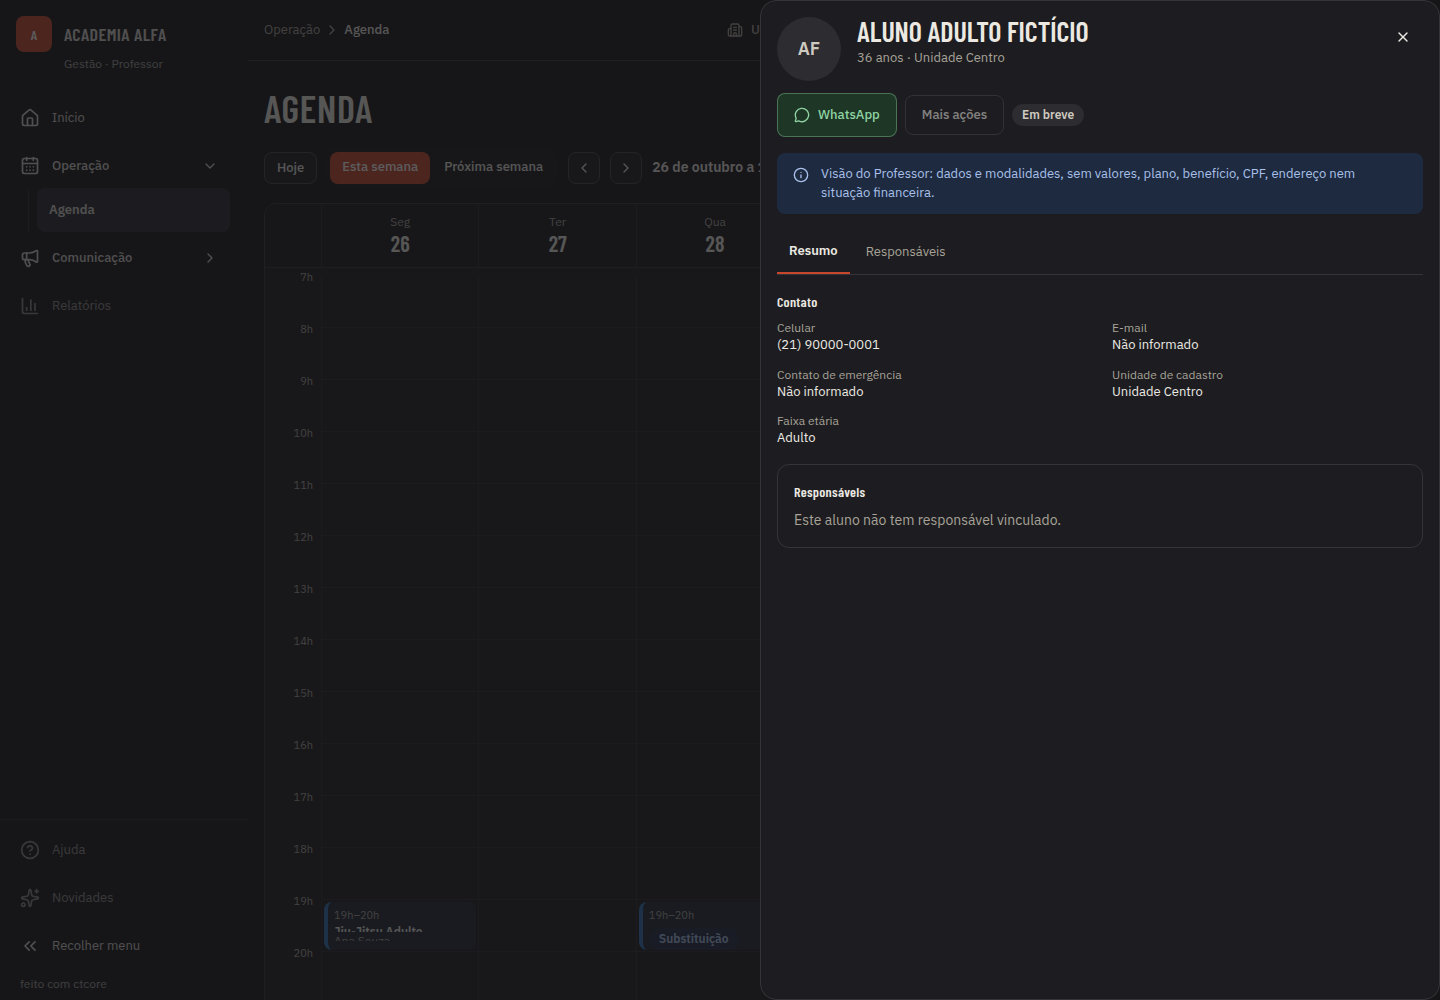 A
ACADEMIA ALFA
Gestão · Professor
Início
Operação
Agenda
Comunicação
Relatórios
Ajuda
Novidades
Recolher menu
feito com ctcore
Operação
Agenda
U
AGENDA
Hoje
Esta semana
Próxima semana
26 de outubro a
Seg
26
Ter
27
Qua
28
7h
8h
9h
10h
11h
12h
13h
14h
15h
16h
17h
18h
19h
20h
19h–20h
Jiu-Jitsu Adulto
Ana Souza
19h–20h
Substituição
AF
ALUNO ADULTO FICTÍCIO
36 anos · Unidade Centro
WhatsApp
Mais ações
Em breve
Visão do Professor: dados e modalidades, sem valores, plano, benefício, CPF, endereço nem
situação financeira.
Resumo
Responsáveis
Contato
Celular
(21) 90000-0001
E-mail
Não informado
Contato de emergência
Não informado
Unidade de cadastro
Unidade Centro
Faixa etária
Adulto
Responsáveis
Este aluno não tem responsável vinculado.